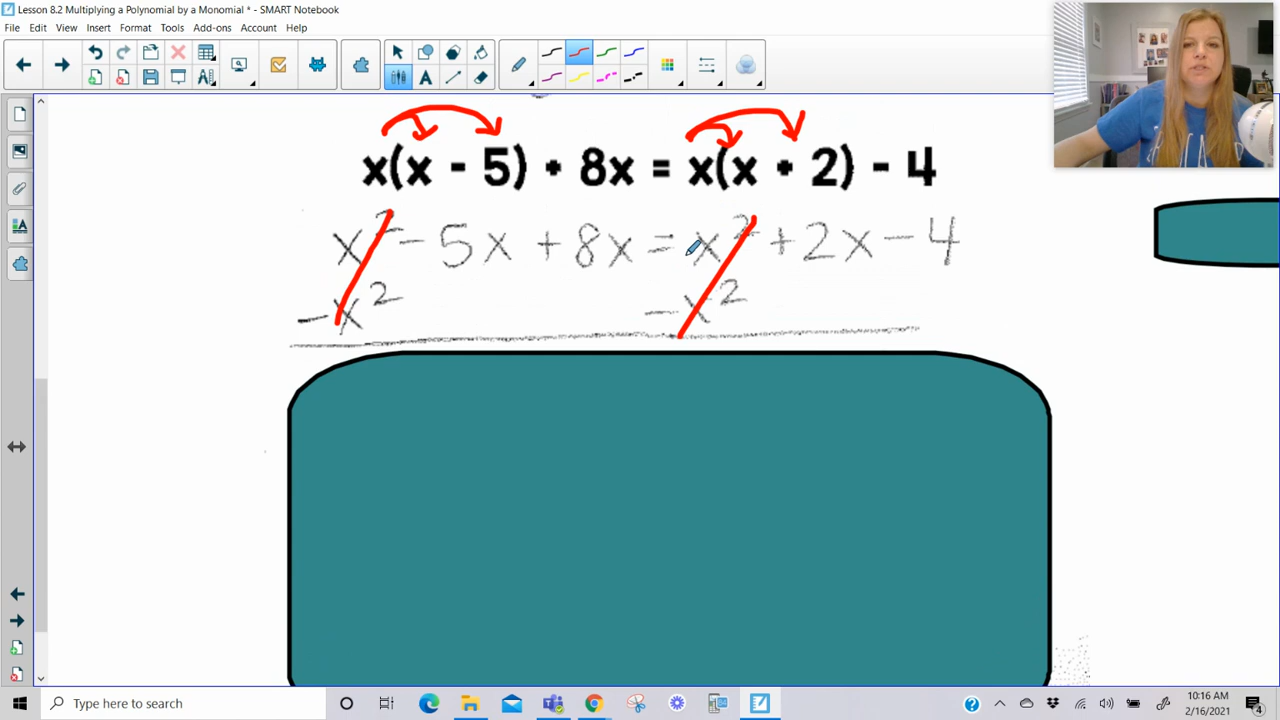 Lesson 8.2 Multiplying a Polynomial by a Monomial * - SMART Notebook
File Edit View Insert Format Tools Add-ons Account Help
x(x - 5) + 8x = x(x + 2) - 4
x² - 5x + 8x = x² + 2x - 4
-x² -x²
Type here to search
10:16 AM
2/16/2021
4